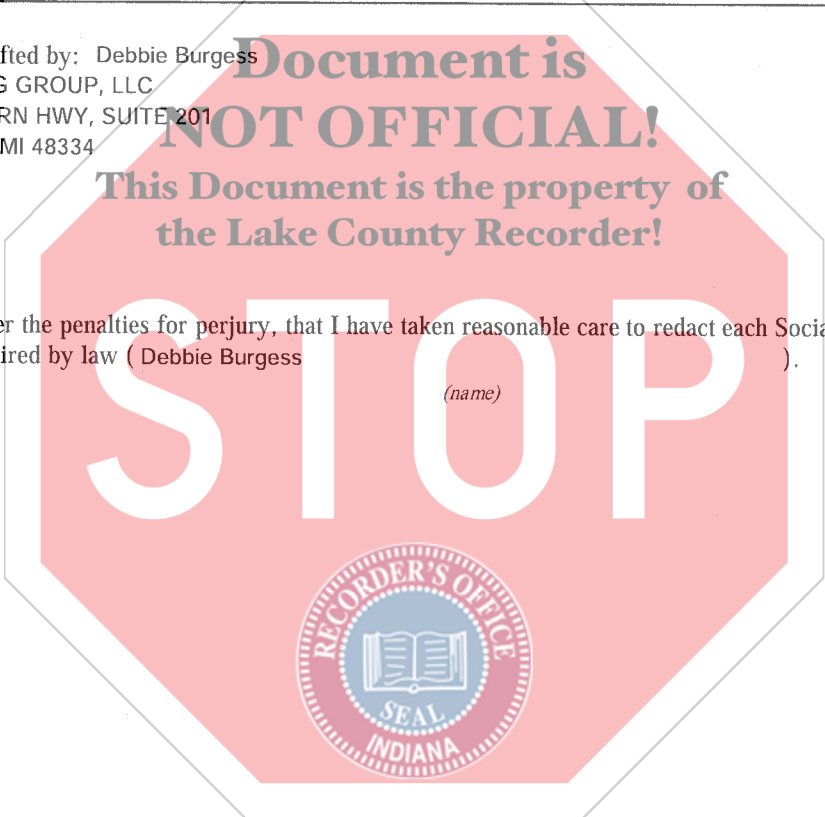 fted by: Debbie Burgess
G GROUP, LLC
RN HWY, SUITE 201
MI 48334
Document is
NOT OFFICIAL!
This Document is the property of
the Lake County Recorder!
er the penalties for perjury, that I have taken reasonable care to redact each Socia
ired by law ( Debbie Burgess ).
(name)
STOP
RECORDER'S OFFICE
SEAL
INDIANA